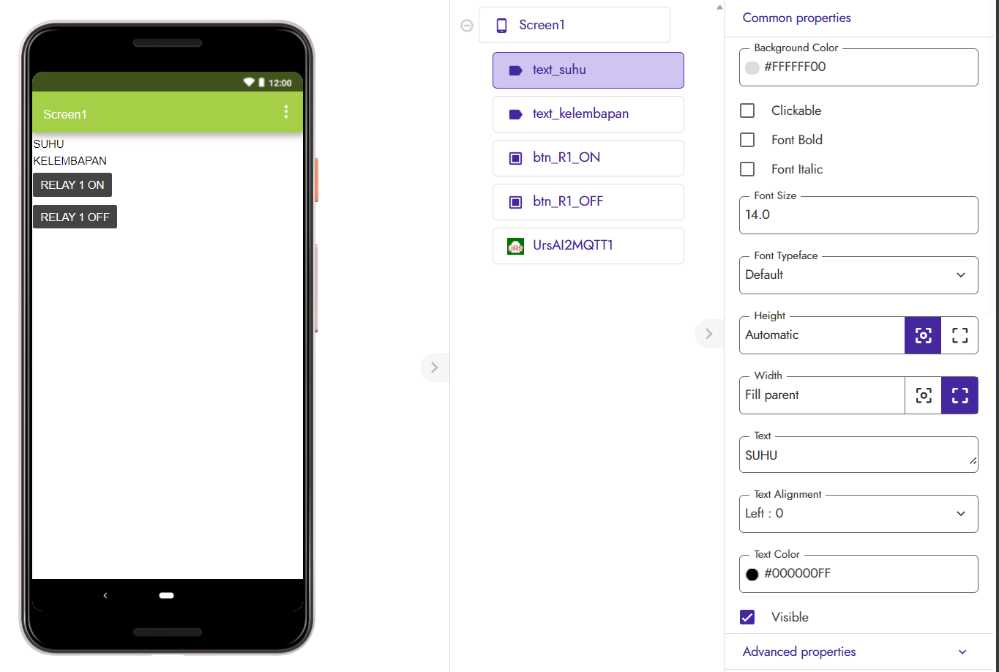 12:00
Screen1
SUHU
KELEMBAPAN
RELAY 1 ON
RELAY 1 OFF
Screen1
text_suhu
text_kelembapan
btn_R1_ON
btn_R1_OFF
URS
UrsAI2MQTT1
Common properties
Background Color
#FFFFFF00
Clickable
Font Bold
Font Italic
Font Size
14.0
Font Typeface
Default
Height
Automatic
Width
Fill parent
Text
SUHU
Text Alignment
Left : 0
Text Color
#000000FF
Visible
Advanced properties